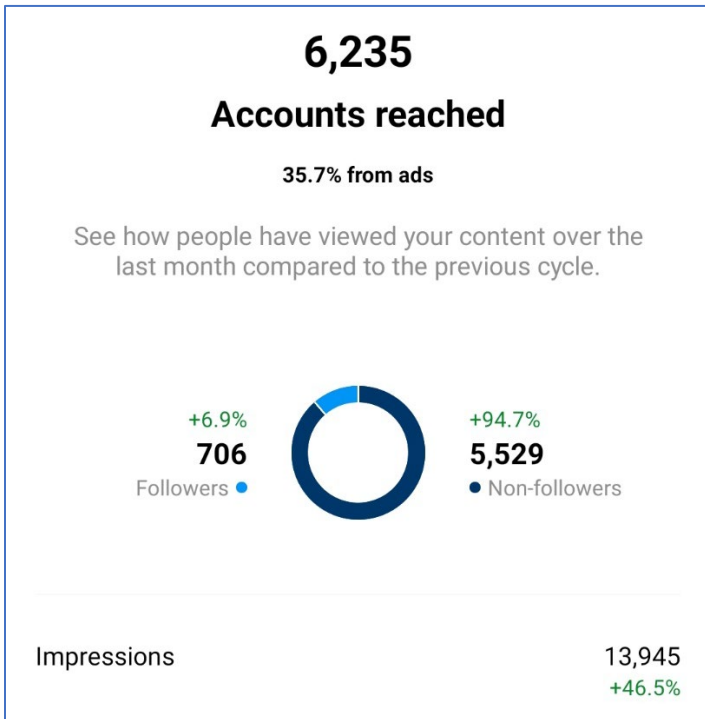 6,235
Accounts reached
35.7% from ads
See how people have viewed your content over the
last month compared to the previous cycle.
+6.9%
706
Followers
+94.7%
5,529
Non-followers
Impressions
13,945
+46.5%